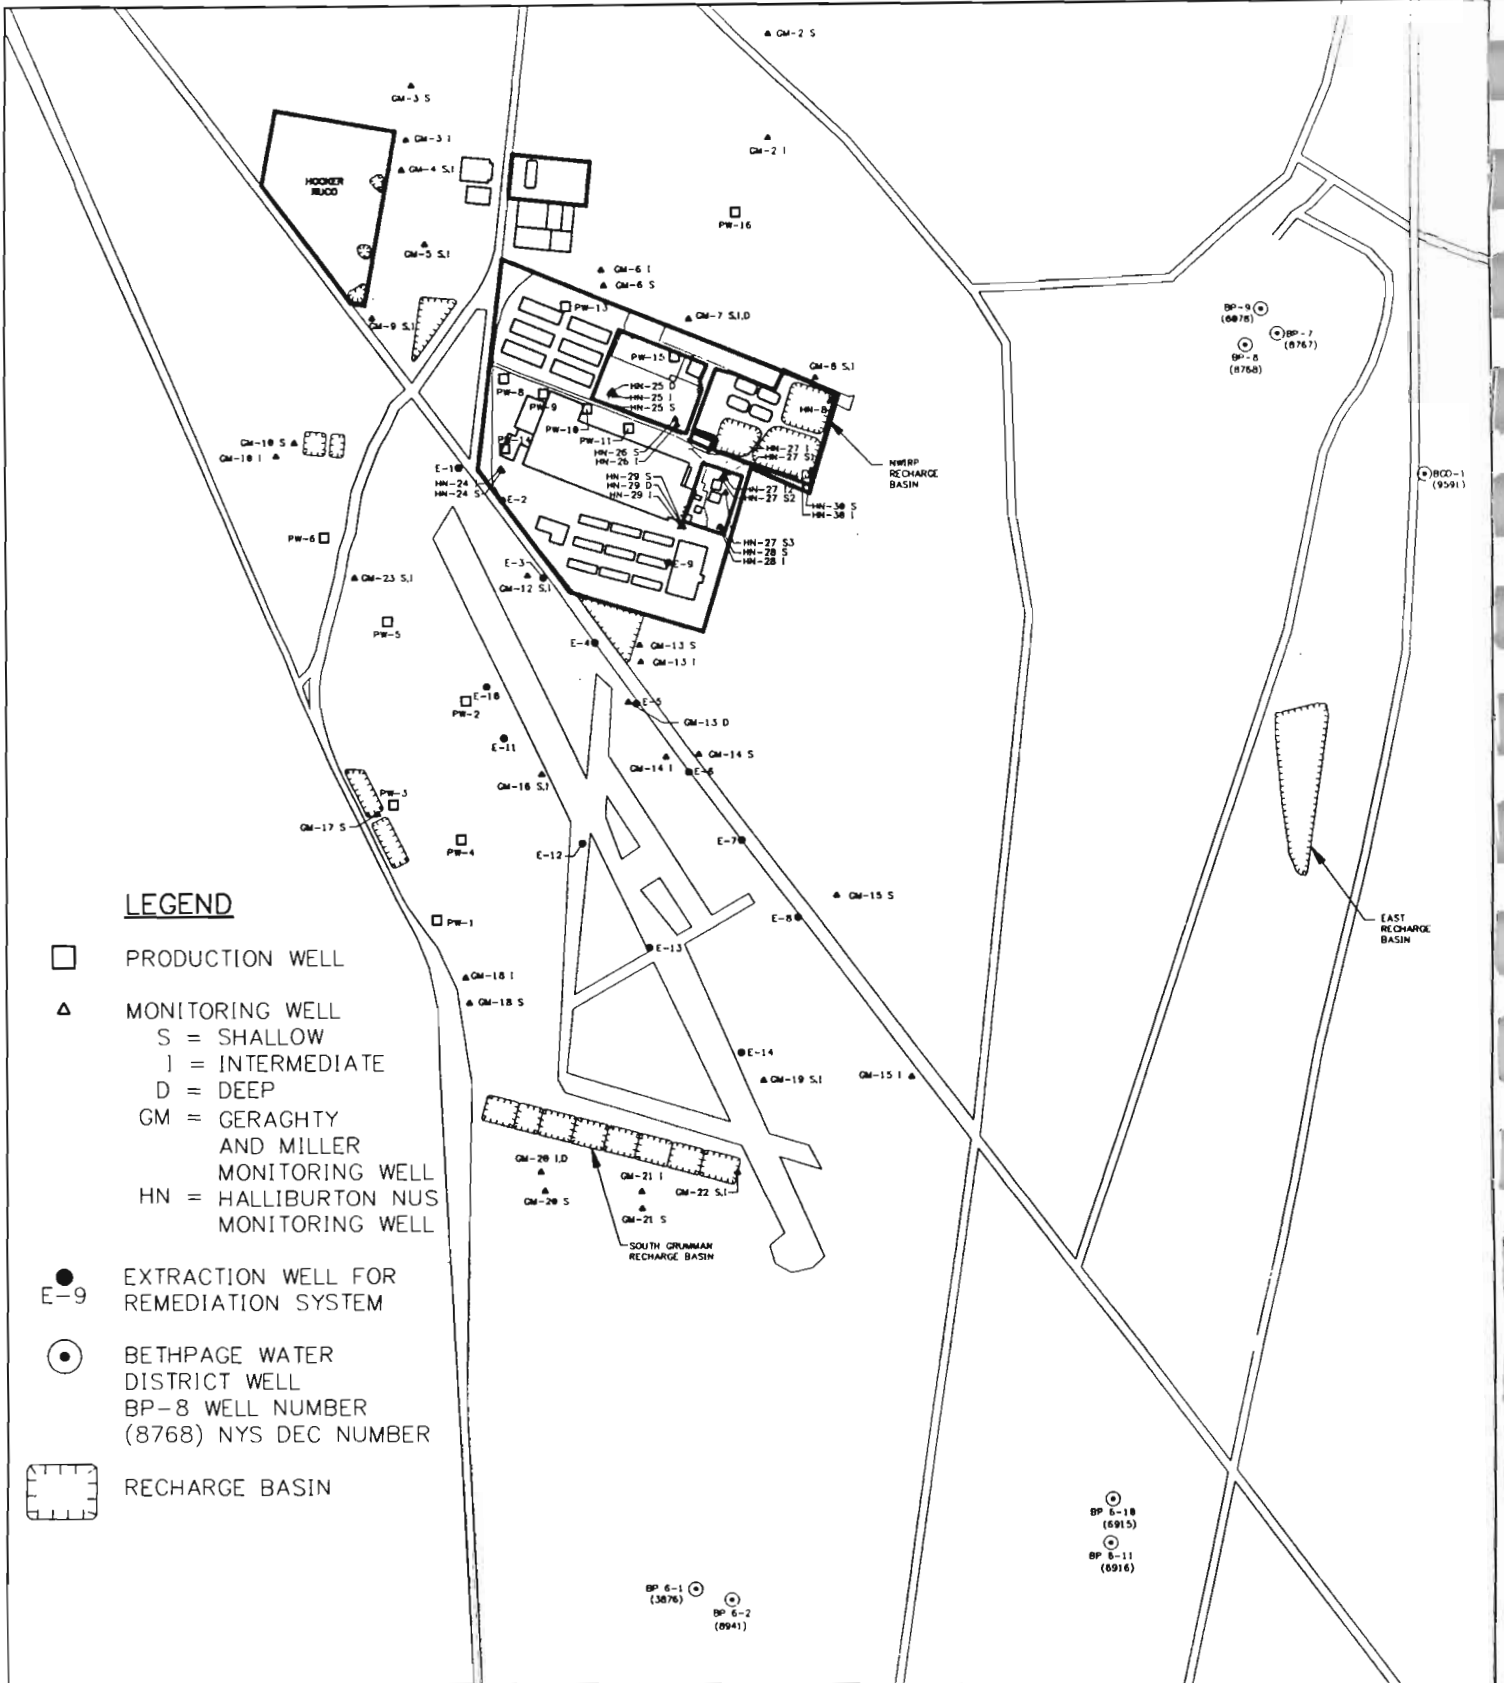 GM-2 S
GM-3 S
GM-3 I
GM-2 I
GM-4 S,I
HOOKER
RUCO
PW-16
GM-5 S,I
GM-6 I
GM-6 S
PW-13
GM-7 S,I,D
GM-9 S,I
BP-9
(6078)
BP-7
(8767)
BP-8
(8768)
PW-15
GM-8 S,I
PW-8
HN-25 D
HN-25 I
HN-25 S
PW-9
HN-8
PW-10
PW-11
PW-14
GM-10 S
GM-10 I
HN-26 S
HN-26 I
HN-27 I
HN-27 S1
E-1
NWIRP
RECHARGE
BASIN
BGD-1
(9591)
HN-24 I
HN-24 S
HN-29 S
HN-29 D
HN-29 I
HN-27 S2
E-2
HN-30 S
HN-30 I
PW-6
HN-27 S3
HN-28 S
HN-28 I
E-3
E-9
GM-23 S,I
GM-12 S,I
PW-5
E-4
GM-13 S
GM-13 I
E-10
PW-2
E-5
GM-13 D
E-11
GM-14 S
GM-14 I
E-6
GM-16 S,I
PW-3
GM-17 S
PW-4
E-12
E-7
GM-15 S
E-8
PW-1
EAST
RECHARGE
BASIN
E-13
GM-18 I
GM-18 S
E-14
GM-19 S,I
GM-15 I
GM-20 I,D
GM-20 S
GM-21 I
GM-21 S
GM-22 S,I
SOUTH GRUMMAN
RECHARGE BASIN
LEGEND
PRODUCTION WELL
MONITORING WELL
S = SHALLOW
I = INTERMEDIATE
D = DEEP
GM = GERAGHTY
AND MILLER
MONITORING WELL
HN = HALLIBURTON NUS
MONITORING WELL
E-9
EXTRACTION WELL FOR
REMEDIATION SYSTEM
BETHPAGE WATER
DISTRICT WELL
BP-8 WELL NUMBER
(8768) NYS DEC NUMBER
RECHARGE BASIN
BP 6-10
(6915)
BP 6-11
(6916)
BP 6-1
(3876)
BP 6-2
(8941)